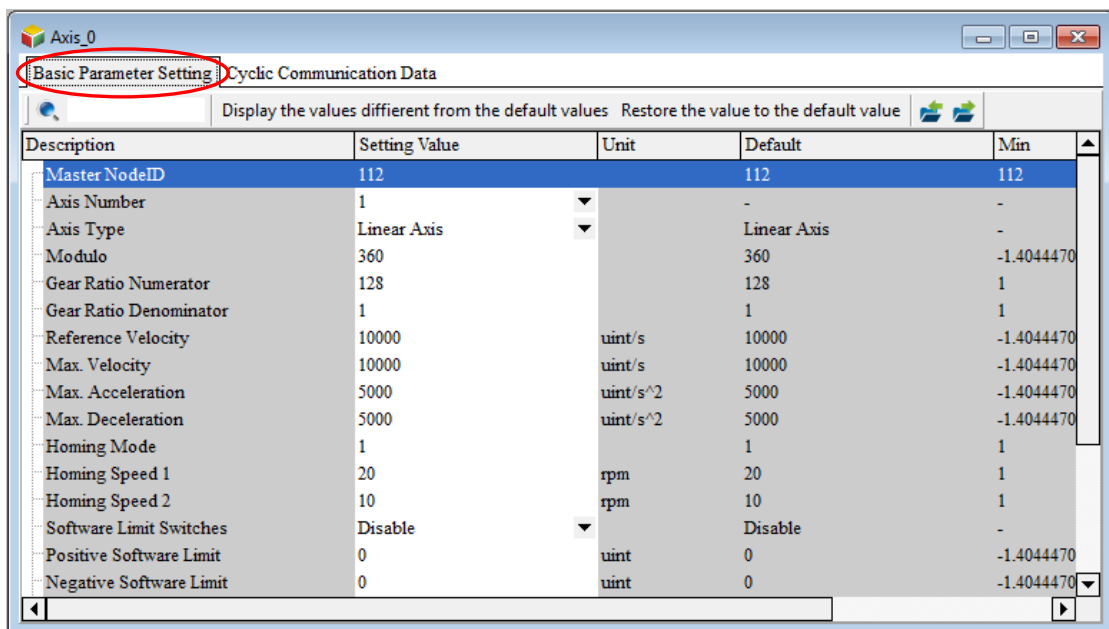 Axis_0
Basic Parameter Setting Cyclic Communication Data
Display the values diffierent from the default values Restore the value to the default value
Description Setting Value Unit Default Min
Master NodeID 112 112 112
Axis Number 1 - -
Axis Type Linear Axis Linear Axis -
Modulo 360 360 -1.4044470
Gear Ratio Numerator 128 128 1
Gear Ratio Denominator 1 1 1
Reference Velocity 10000 uint/s 10000 -1.4044470
Max. Velocity 10000 uint/s 10000 -1.4044470
Max. Acceleration 5000 uint/s^2 5000 -1.4044470
Max. Deceleration 5000 uint/s^2 5000 -1.4044470
Homing Mode 1 1 1
Homing Speed 1 20 rpm 20 1
Homing Speed 2 10 rpm 10 1
Software Limit Switches Disable Disable -
Positive Software Limit 0 uint 0 -1.4044470
Negative Software Limit 0 uint 0 -1.4044470